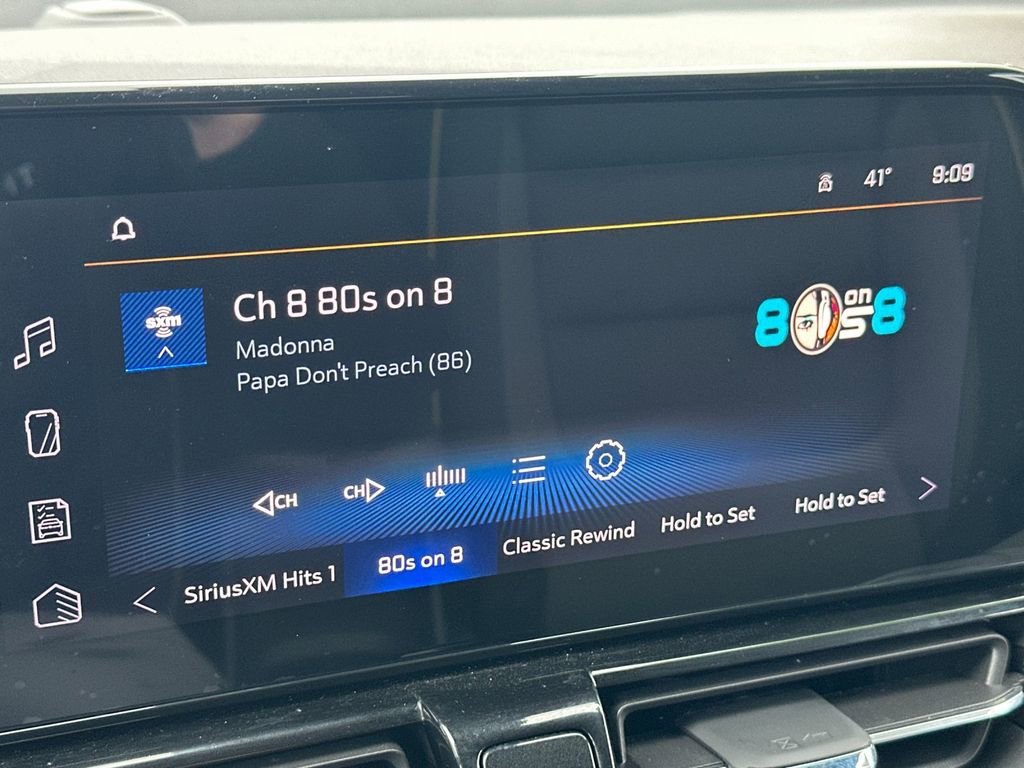 41° 9:09
Ch 8 80s on 8
sxm
Madonna
Papa Don't Preach (86)
80s on 8
CH CH
SiriusXM Hits 1 80s on 8 Classic Rewind Hold to Set Hold to Set